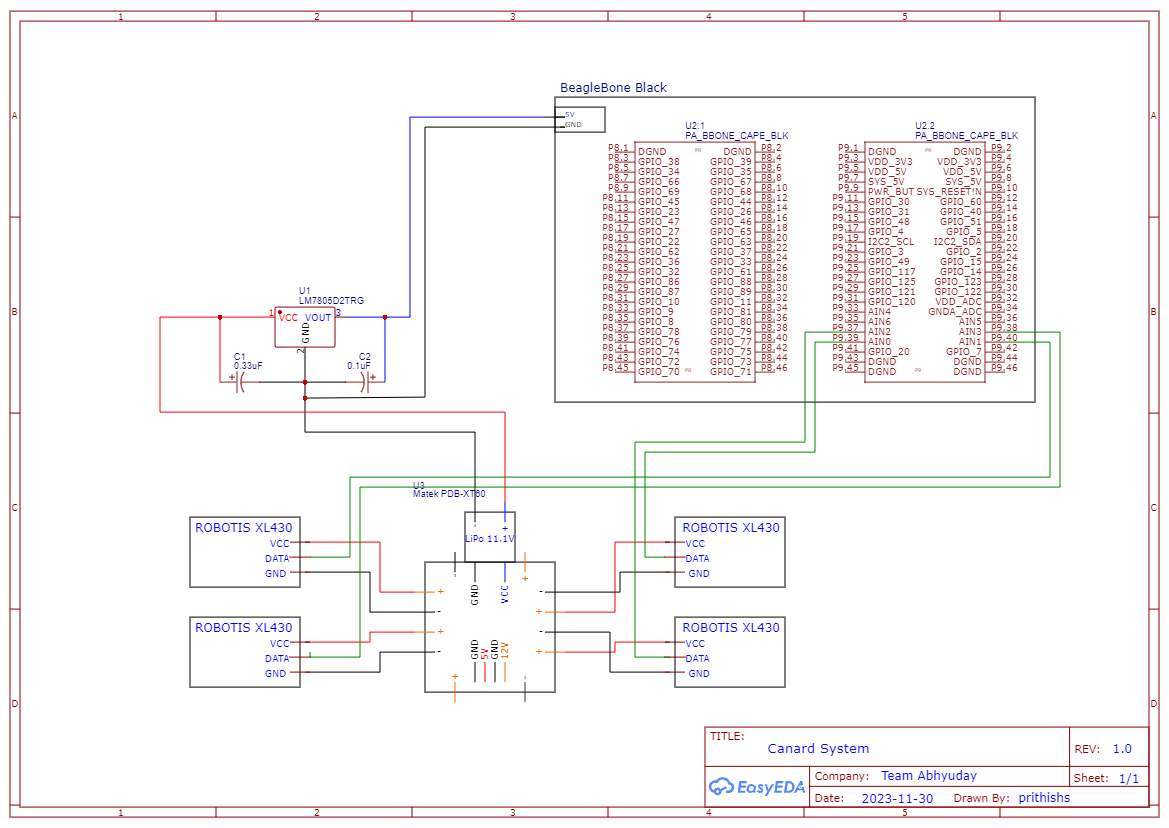 1 2 3 4 5
A A
B B
C C
D D
BeagleBone Black
5V
GND
U2.1
PA_BBONE_CAPE_BLK
P8
P8.1 DGND DGND P8.2
P8.3 GPIO_38 GPIO_39 P8.4
P8.5 GPIO_34 GPIO_35 P8.6
P8.7 GPIO_66 GPIO_67 P8.8
P8.9 GPIO_69 GPIO_68 P8.10
P8.11 GPIO_45 GPIO_44 P8.12
P8.13 GPIO_23 GPIO_26 P8.14
P8.15 GPIO_47 GPIO_46 P8.16
P8.17 GPIO_27 GPIO_65 P8.18
P8.19 GPIO_22 GPIO_63 P8.20
P8.21 GPIO_62 GPIO_37 P8.22
P8.23 GPIO_36 GPIO_33 P8.24
P8.25 GPIO_32 GPIO_61 P8.26
P8.27 GPIO_86 GPIO_88 P8.28
P8.29 GPIO_87 GPIO_89 P8.30
P8.31 GPIO_10 GPIO_11 P8.32
P8.33 GPIO_9 GPIO_81 P8.34
P8.35 GPIO_8 GPIO_80 P8.36
P8.37 GPIO_78 GPIO_79 P8.38
P8.39 GPIO_76 GPIO_77 P8.40
P8.41 GPIO_74 GPIO_75 P8.42
P8.43 GPIO_72 GPIO_73 P8.44
P8.45 GPIO_70 GPIO_71 P8.46
P8
U2.2
PA_BBONE_CAPE_BLK
P9
P9.1 DGND DGND P9.2
P9.3 VDD_3V3 VDD_3V3 P9.4
P9.5 VDD_5V VDD_5V P9.6
P9.7 SYS_5V SYS_5V P9.8
P9.9 PWR_BUT SYS_RESET!N P9.10
P9.11 GPIO_30 GPIO_60 P9.12
P9.13 GPIO_31 GPIO_40 P9.14
P9.15 GPIO_48 GPIO_51 P9.16
P9.17 GPIO_4 GPIO_5 P9.18
P9.19 I2C2_SCL I2C2_SDA P9.20
P9.21 GPIO_3 GPIO_2 P9.22
P9.23 GPIO_49 GPIO_15 P9.24
P9.25 GPIO_117 GPIO_14 P9.26
P9.27 GPIO_125 GPIO_123 P9.28
P9.29 GPIO_121 GPIO_122 P9.30
P9.31 GPIO_120 VDD_ADC P9.32
P9.33 AIN4 GNDA_ADC P9.34
P9.35 AIN6 AIN5 P9.36
P9.37 AIN2 AIN3 P9.38
P9.39 AIN0 AIN1 P9.40
P9.41 GPIO_20 GPIO_7 P9.42
P9.43 DGND DGND P9.44
P9.45 DGND DGND P9.46
P9
U1
LM7805D2TRG
1 VCC VOUT 3
GND
2
C1
0.33uF
+
C2
0.1uF
+
U3
Matek PDB-XT60
- +
LiPo 11.1V
- GND VCC +
+ -
- +
+ -
- +
GND 5V GND 12V
+ -
ROBOTIS XL430
VCC
DATA
GND
ROBOTIS XL430
VCC
DATA
GND
ROBOTIS XL430
VCC
DATA
GND
ROBOTIS XL430
VCC
DATA
GND
TITLE:
Canard System
REV: 1.0
EasyEDA
Company: Team Abhyuday
Sheet: 1/1
Date: 2023-11-30 Drawn By: prithishs
1 2 3 4 5